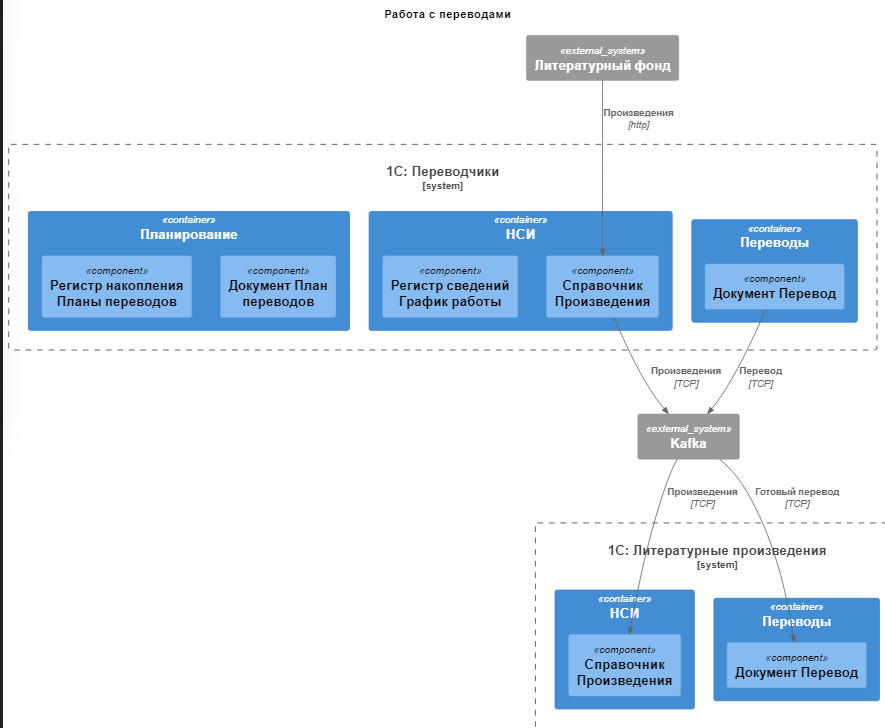 Работа с переводами
«external_system»
Литературный фонд
Произведения
[http]
1С: Переводчики
[system]
«container»
Планирование
«component»
Регистр накопления
Планы переводов
«component»
Документ План
переводов
«container»
НСИ
«component»
Регистр сведений
График работы
«component»
Справочник
Произведения
«container»
Переводы
«component»
Документ Перевод
Произведения
[TCP]
Перевод
[TCP]
«external_system»
Kafka
Произведения
[TCP]
Готовый перевод
[TCP]
1С: Литературные произведения
[system]
«container»
НСИ
«component»
Справочник
Произведения
«container»
Переводы
«component»
Документ Перевод